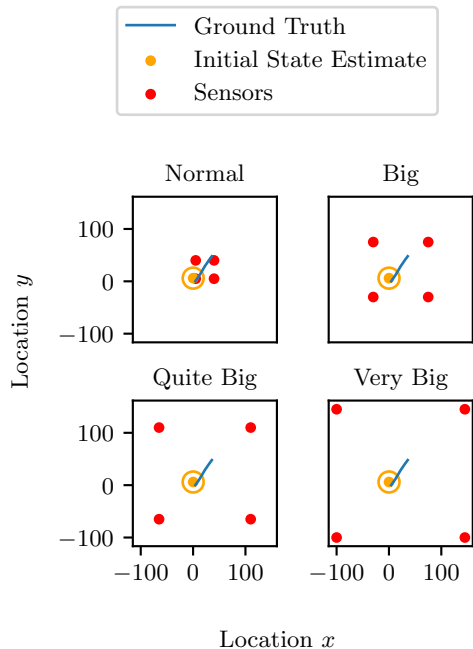 Ground Truth
Initial State Estimate
Sensors
Normal
Big
100
0
−100
Location y
Quite Big
Very Big
100
0
−100
−100 0 100
−100 0 100
Location x